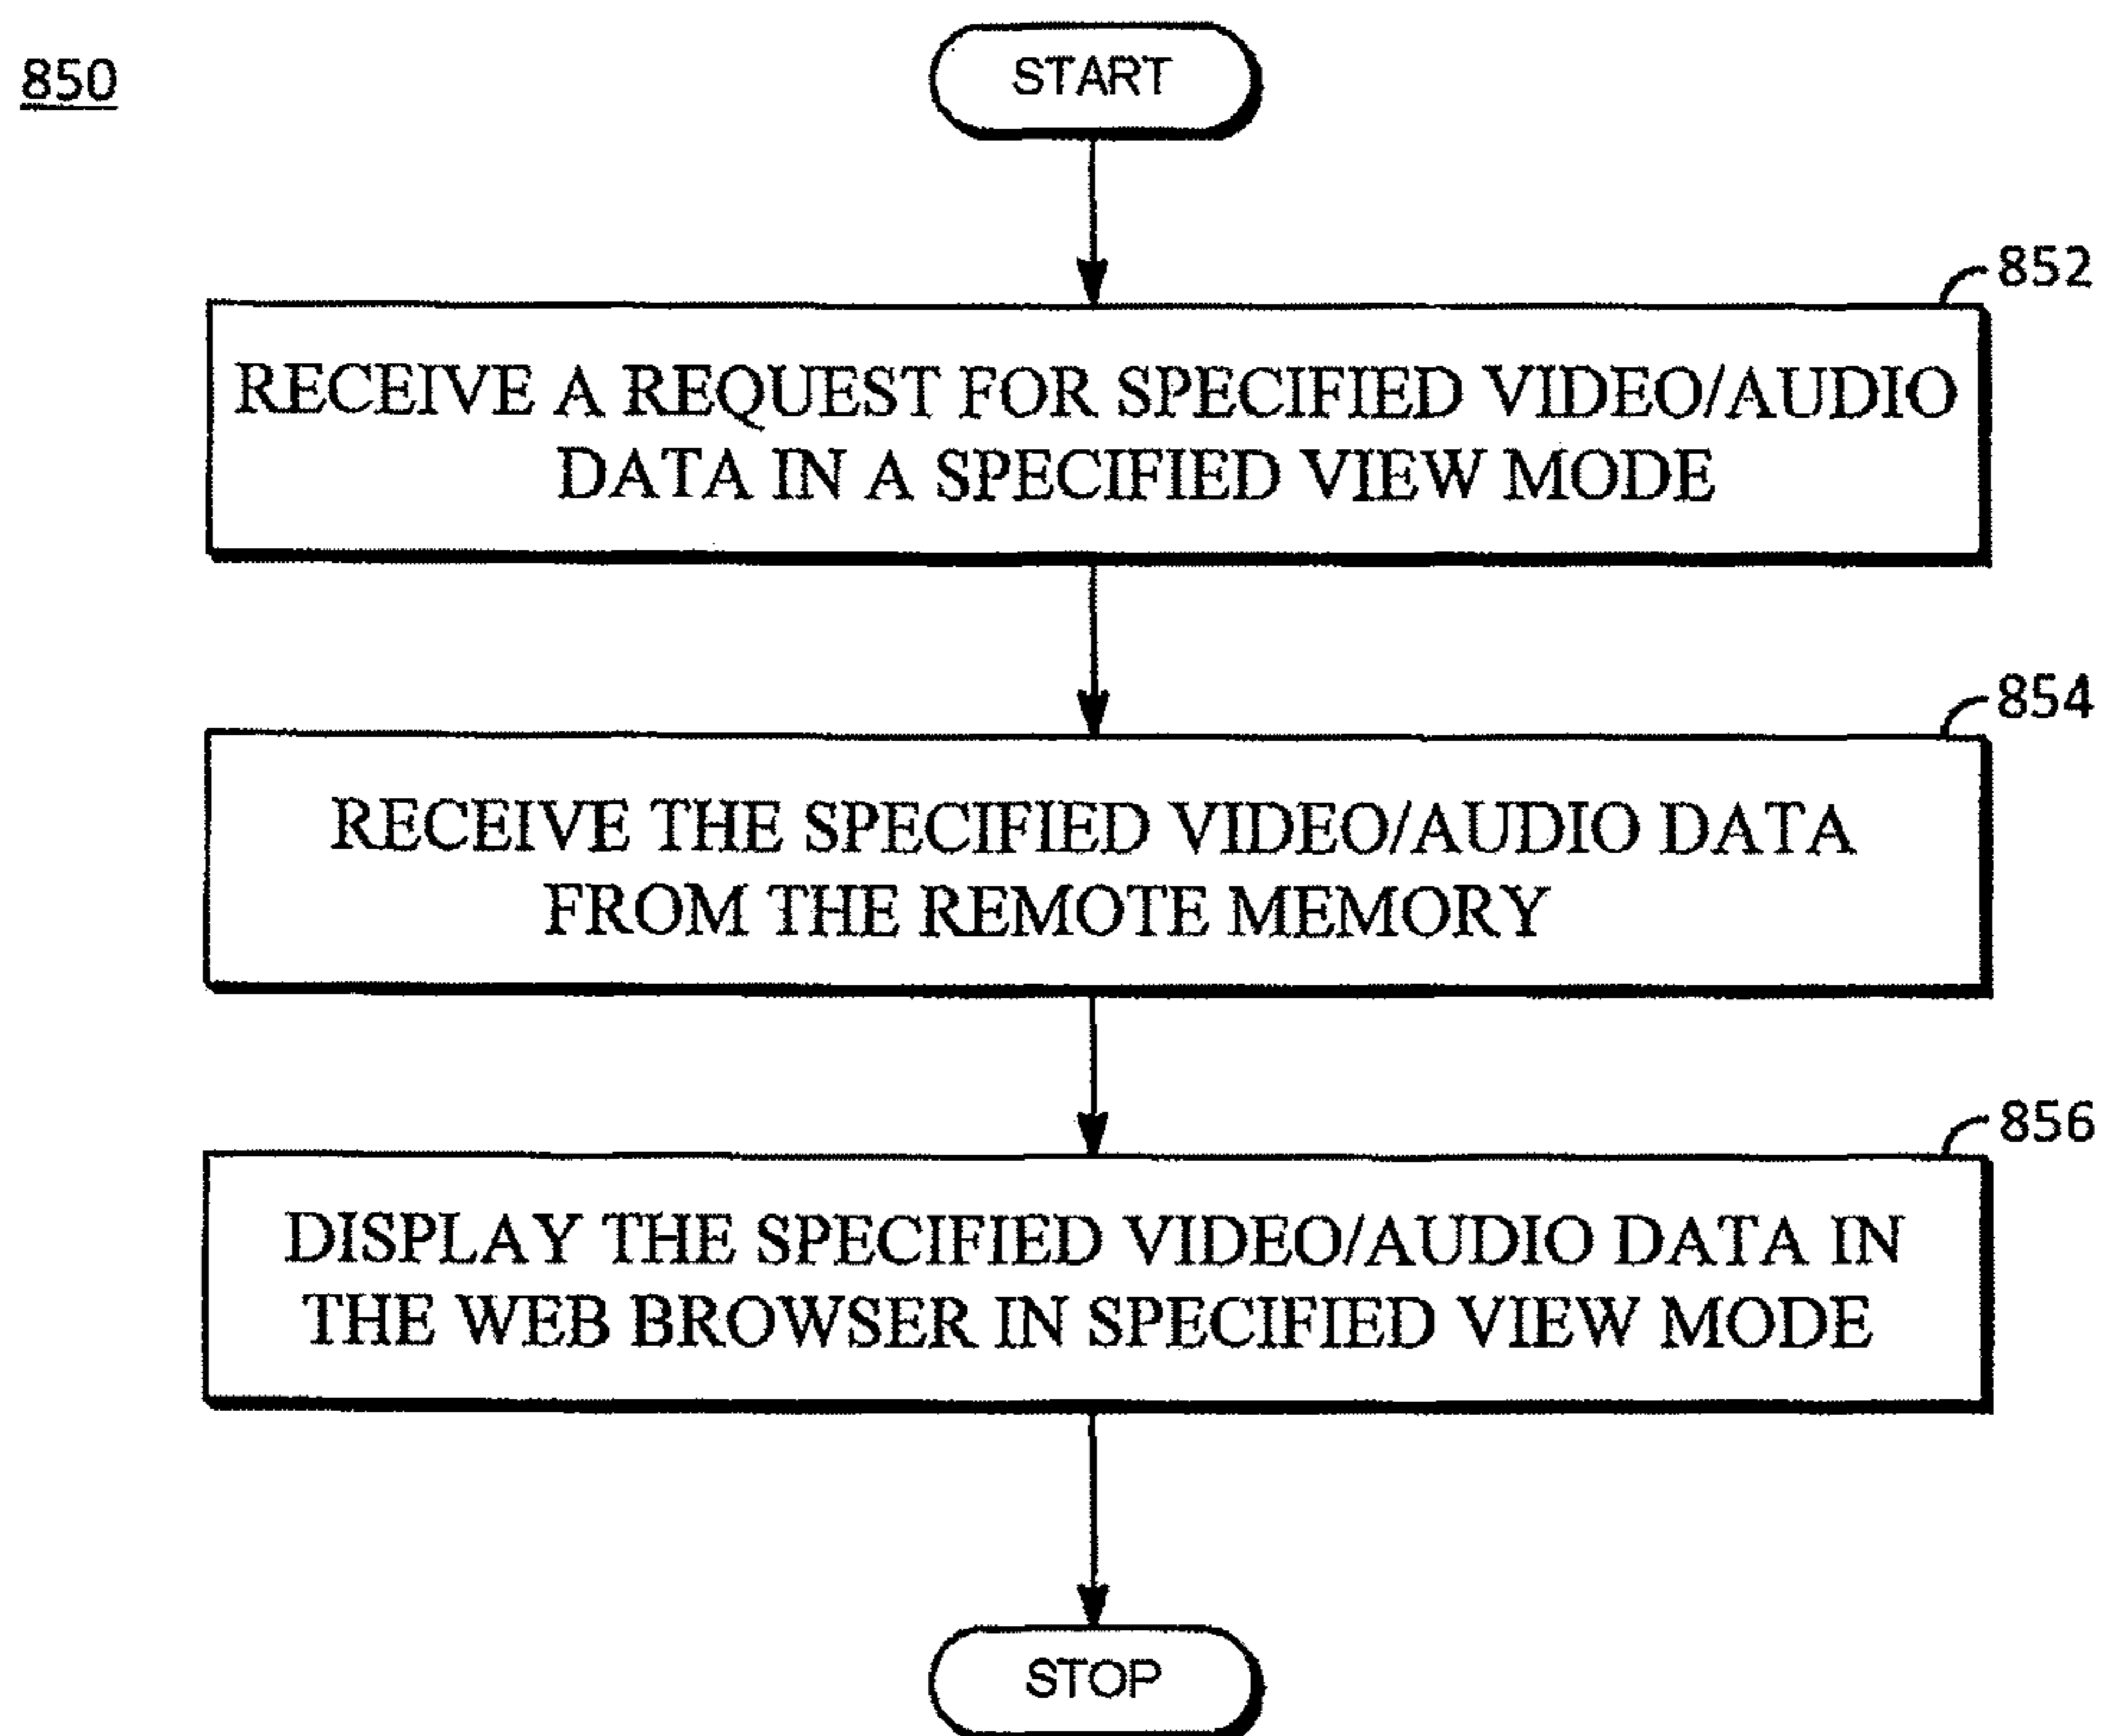 850
START
852
RECEIVE A REQUEST FOR SPECIFIED VIDEO/AUDIO
DATA IN A SPECIFIED VIEW MODE
854
RECEIVE THE SPECIFIED VIDEO/AUDIO DATA
FROM THE REMOTE MEMORY
856
DISPLAY THE SPECIFIED VIDEO/AUDIO DATA IN
THE WEB BROWSER IN SPECIFIED VIEW MODE
STOP